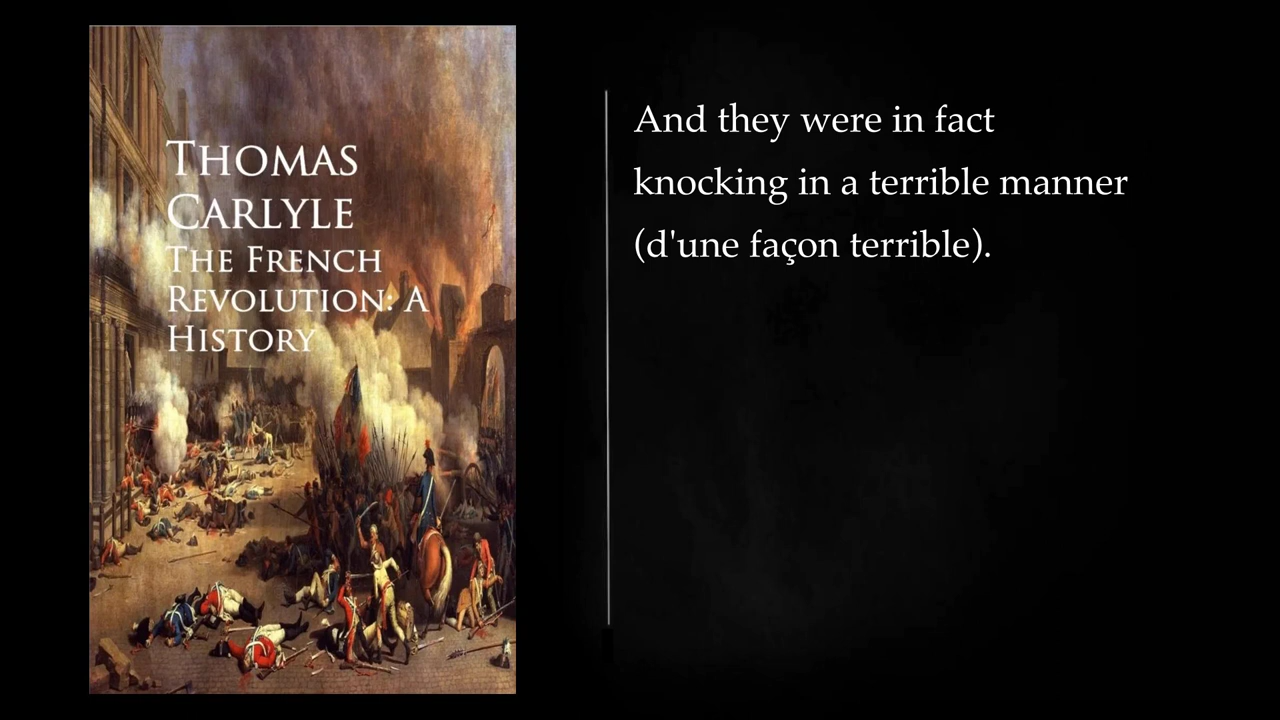 THOMAS
CARLYLE
THE FRENCH
REVOLUTION: A
HISTORY
And they were in fact
knocking in a terrible manner
(d'une façon terrible).